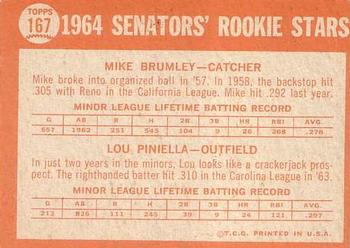 TOPPS
167
1964 SENATORS' ROOKIE STARS
MIKE BRUMLEY—CATCHER
Mike broke into organized ball in '57. In 1958, the backstop hit
.305 with Reno in the California League. Mike hit .292 last year.
MINOR LEAGUE LIFETIME BATTING RECORD
G AB R H 2B 3B HR RBI AVG.
657 1962 251 545 104 9 26 268 .278
LOU PINIELLA—OUTFIELD
In just two years in the minors, Lou looks like a crackerjack pros-
pect. The righthanded batter hit .310 in the Carolina League in '63.
MINOR LEAGUE LIFETIME BATTING RECORD
G AB R H 2B 3B HR RBI AVG.
213 826 111 245 39 9 24 121 .297
©T.C.G. PRINTED IN U.S.A.